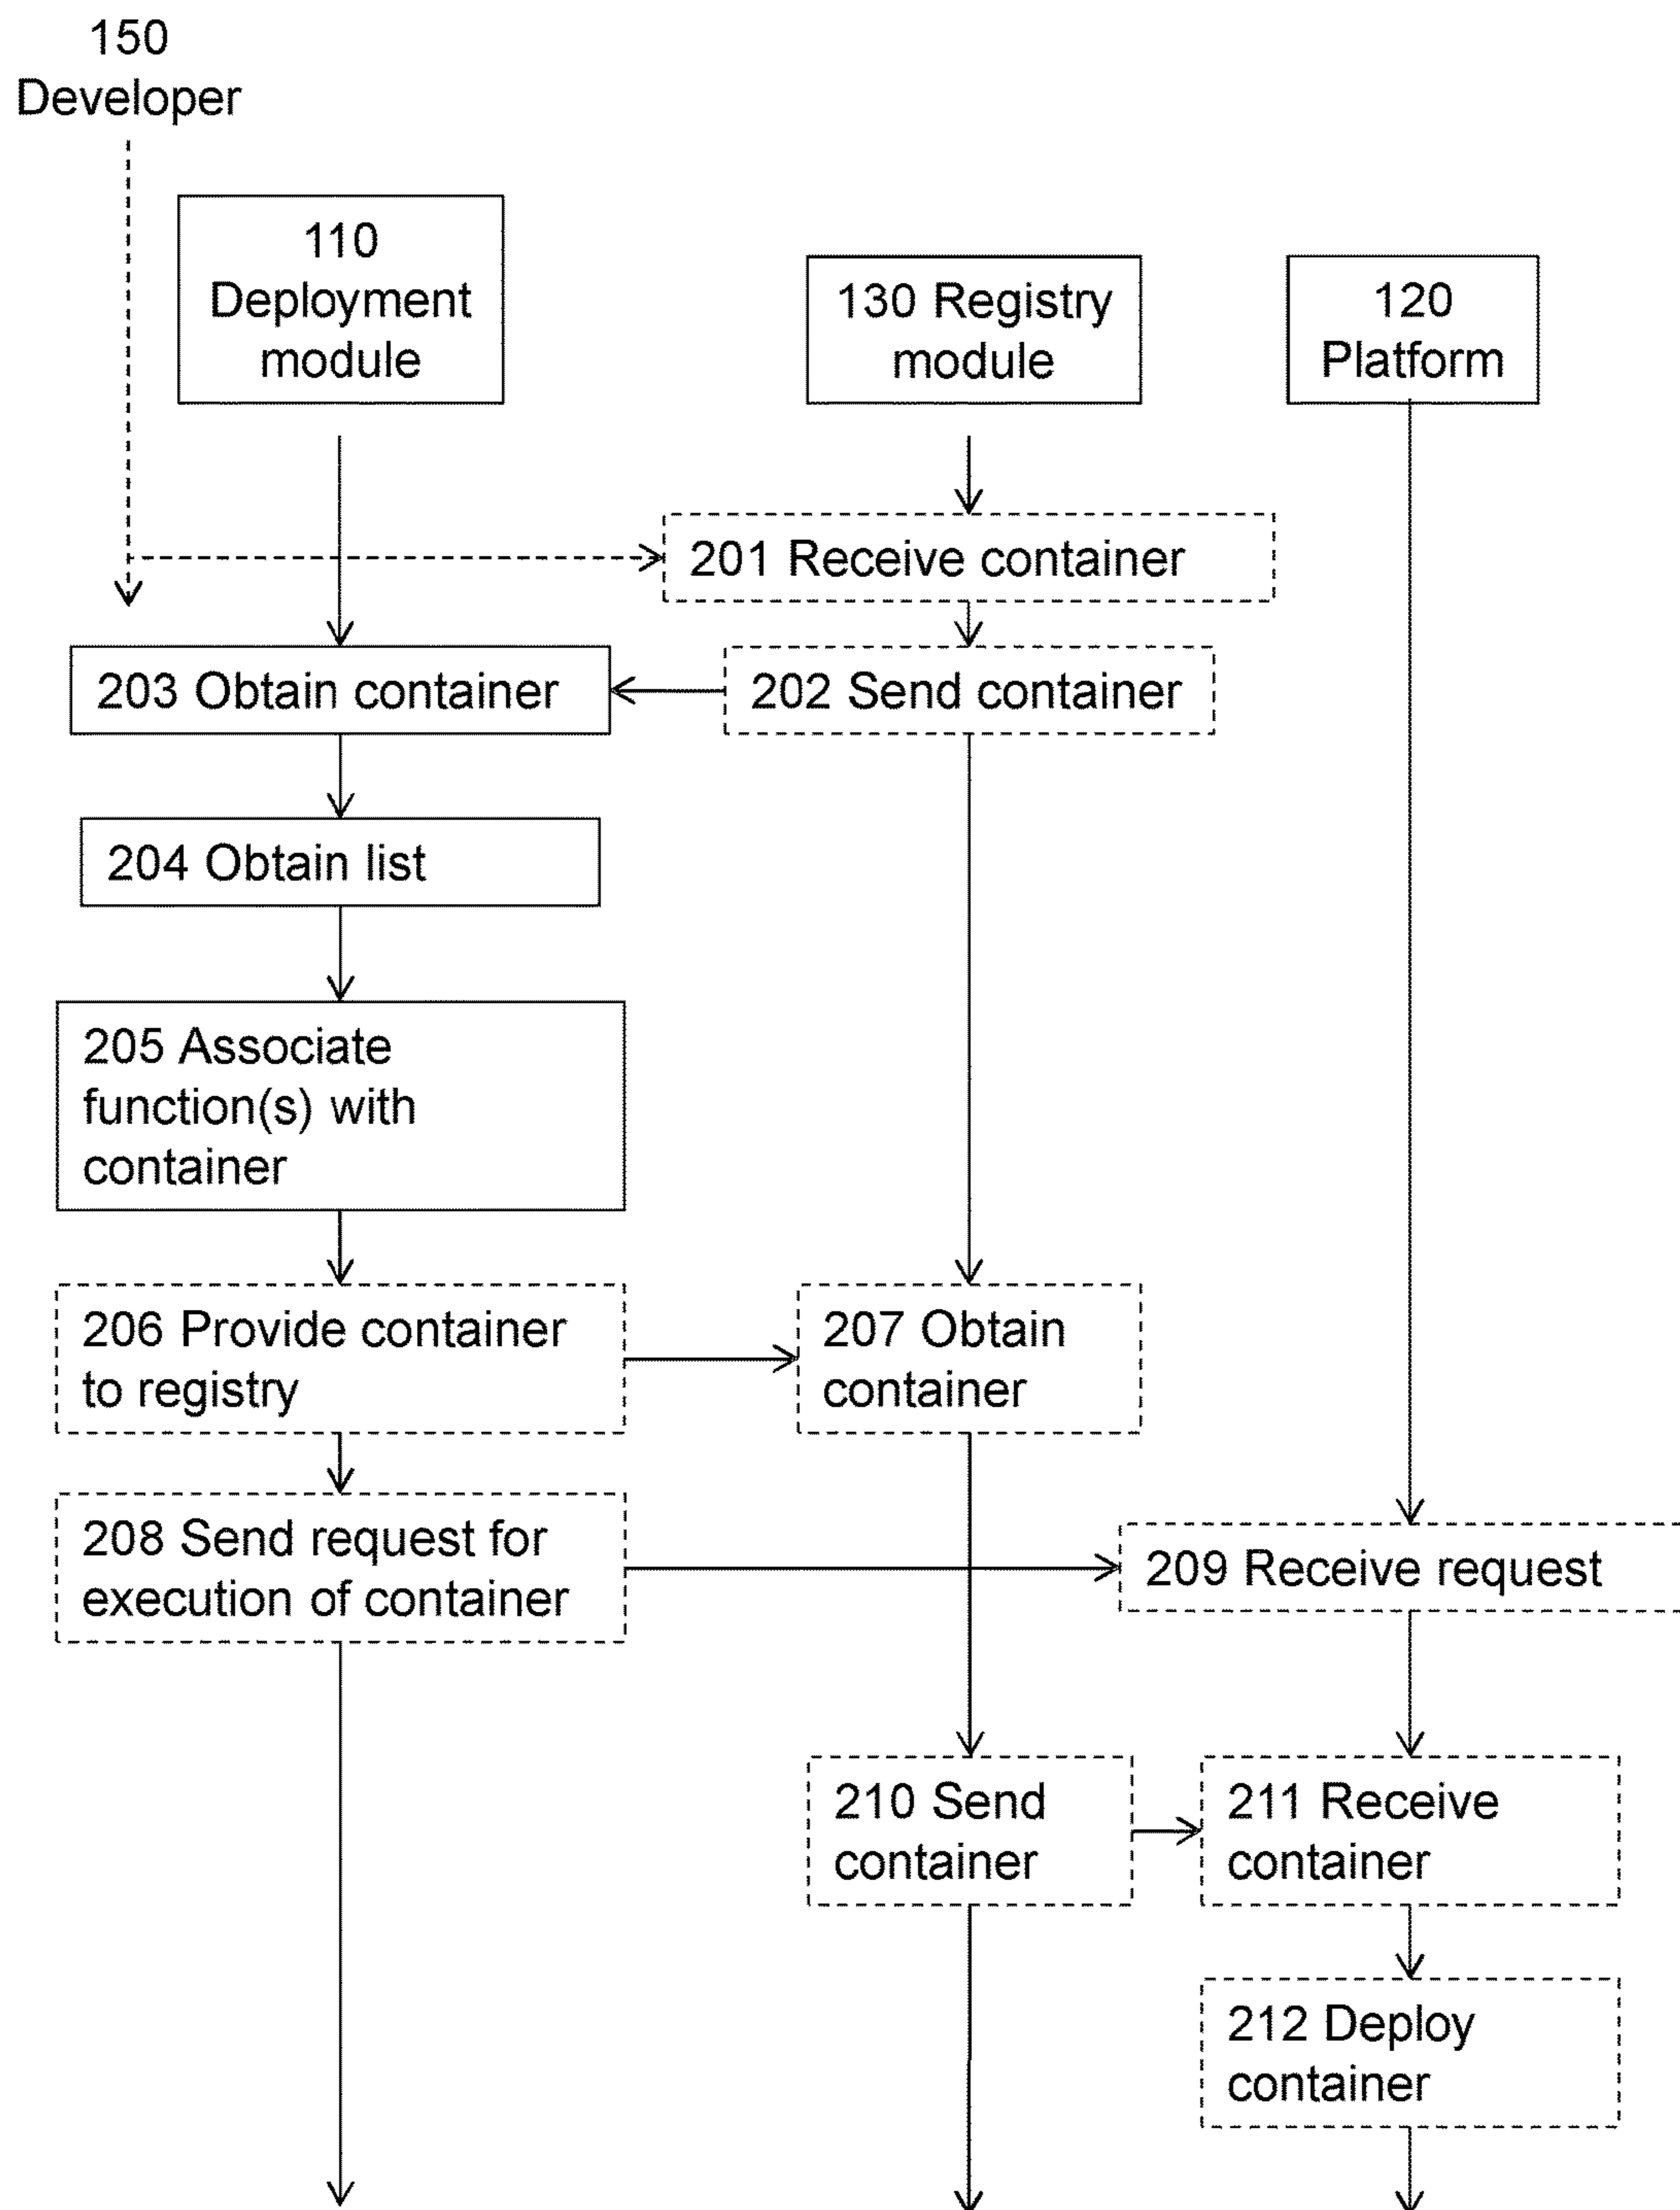 150
Developer
110
Deployment
module
130 Registry
module
120
Platform
201 Receive container
203 Obtain container
202 Send container
204 Obtain list
205 Associate
function(s) with
container
206 Provide container
to registry
207 Obtain
container
208 Send request for
execution of container
209 Receive request
210 Send
container
211 Receive
container
212 Deploy
container